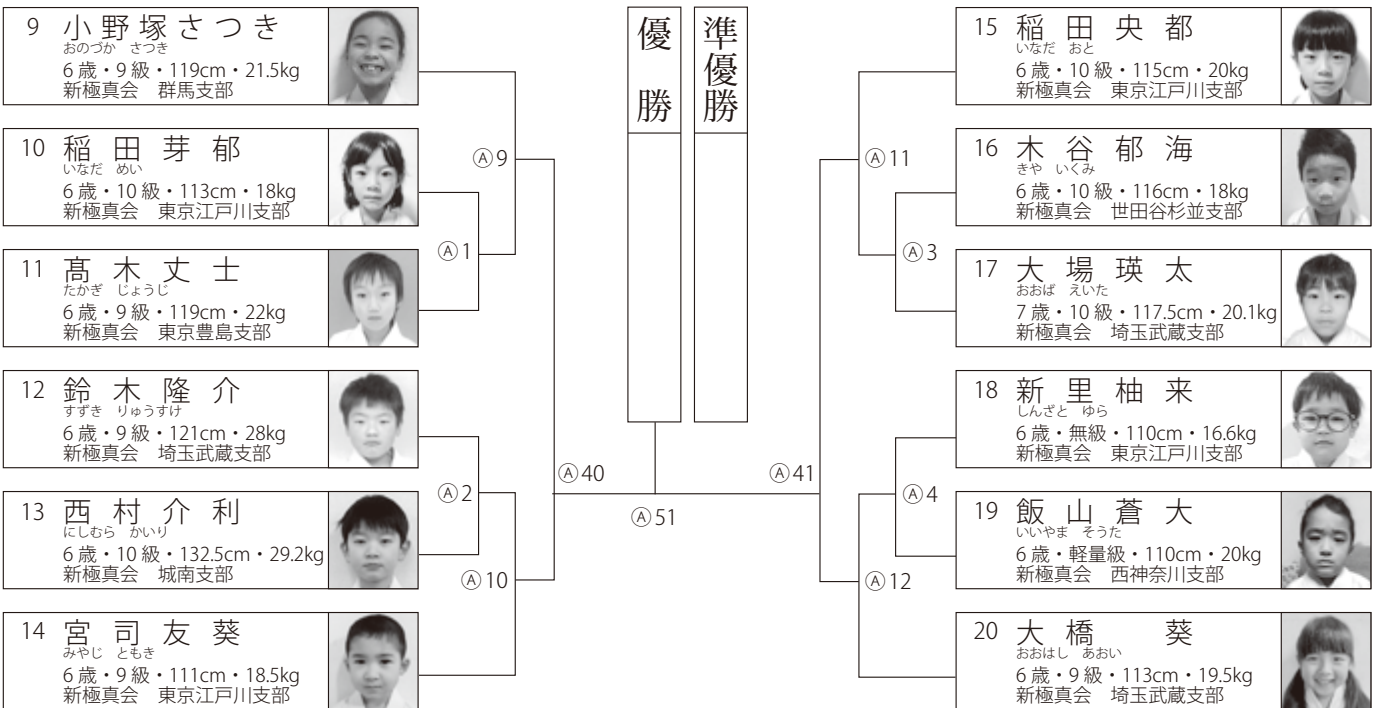 9 小野塚さつき
おのづか さつき
6歳・9級・119cm・21.5kg
新極真会 群馬支部
10 稲田芽郁
いなだ めい
6歳・10級・113cm・18kg
新極真会 東京江戸川支部
11 髙木丈士
たかぎ じょうじ
6歳・9級・119cm・22kg
新極真会 東京豊島支部
12 鈴木隆介
すずき りゅうすけ
6歳・9級・121cm・28kg
新極真会 埼玉武蔵支部
13 西村介利
にしむら かいり
6歳・10級・132.5cm・29.2kg
新極真会 城南支部
14 宮司友葵
みやじ ともき
6歳・9級・111cm・18.5kg
新極真会 東京江戸川支部
Ⓐ9
Ⓐ1
Ⓐ2
Ⓐ10
Ⓐ40
優勝
準優勝
Ⓐ51
Ⓐ41
Ⓐ11
Ⓐ3
Ⓐ4
Ⓐ12
15 稲田央都
いなだ おと
6歳・10級・115cm・20kg
新極真会 東京江戸川支部
16 木谷郁海
きや いくみ
6歳・10級・116cm・18kg
新極真会 世田谷杉並支部
17 大場瑛太
おおば えいた
7歳・10級・117.5cm・20.1kg
新極真会 埼玉武蔵支部
18 新里柚来
しんざと ゆら
6歳・無級・110cm・16.6kg
新極真会 東京江戸川支部
19 飯山蒼大
いいやま そうた
6歳・軽量級・110cm・20kg
新極真会 西神奈川支部
20 大橋 葵
おおはし あおい
6歳・9級・113cm・19.5kg
新極真会 埼玉武蔵支部